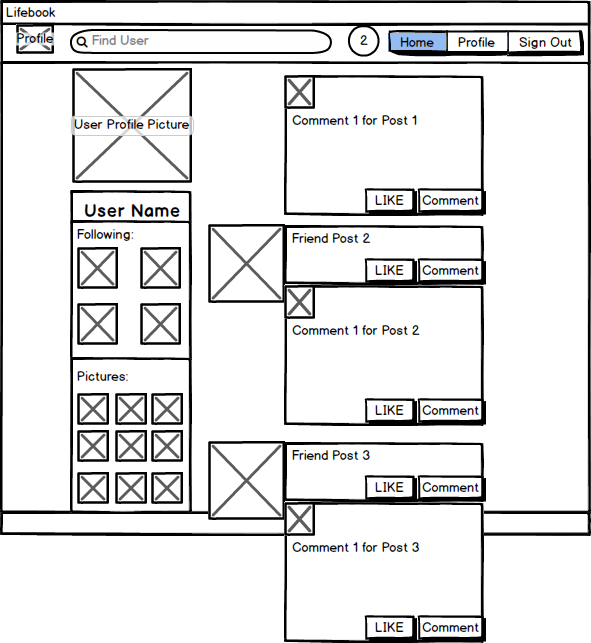 Lifebook
Profile
Find User
2
Home
Profile
Sign Out
User Profile Picture
User Name
Following:
Pictures:
Comment 1 for Post 1
LIKE
Comment
Friend Post 2
LIKE
Comment
Comment 1 for Post 2
LIKE
Comment
Friend Post 3
LIKE
Comment
Comment 1 for Post 3
LIKE
Comment